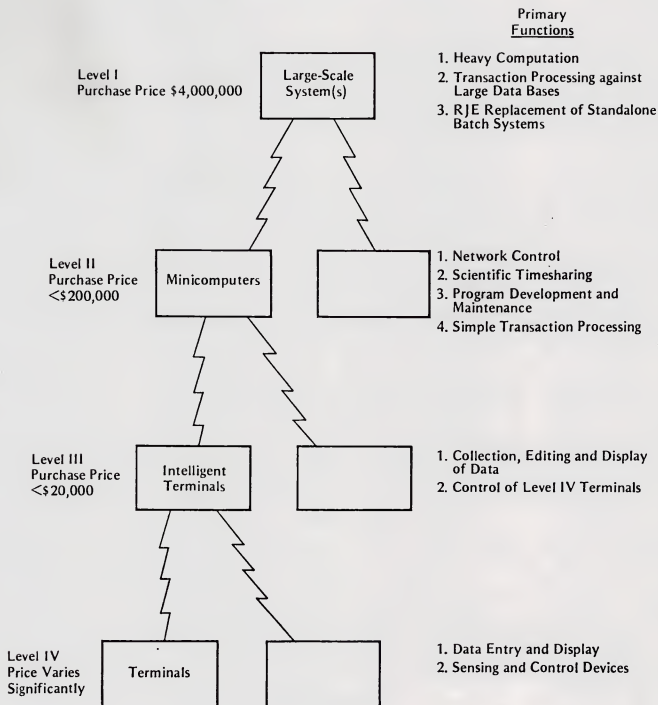 Primary
Functions
Level I
Purchase Price $4,000,000
Large-Scale
System(s)
1. Heavy Computation
2. Transaction Processing against
Large Data Bases
3. RJE Replacement of Standalone
Batch Systems
Level II
Purchase Price
<$200,000
Minicomputers
1. Network Control
2. Scientific Timesharing
3. Program Development and
Maintenance
4. Simple Transaction Processing
Level III
Purchase Price
<$20,000
Intelligent
Terminals
1. Collection, Editing and Display
of Data
2. Control of Level IV Terminals
Level IV
Price Varies
Significantly
Terminals
1. Data Entry and Display
2. Sensing and Control Devices